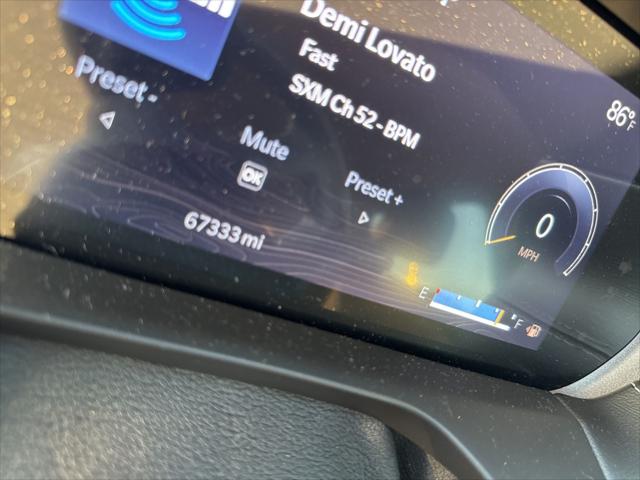 Demi Lovato
Fast
SXM Ch 52 - BPM
86°F
Preset -
Mute
OK
Preset +
67333 mi
0
MPH
E
F